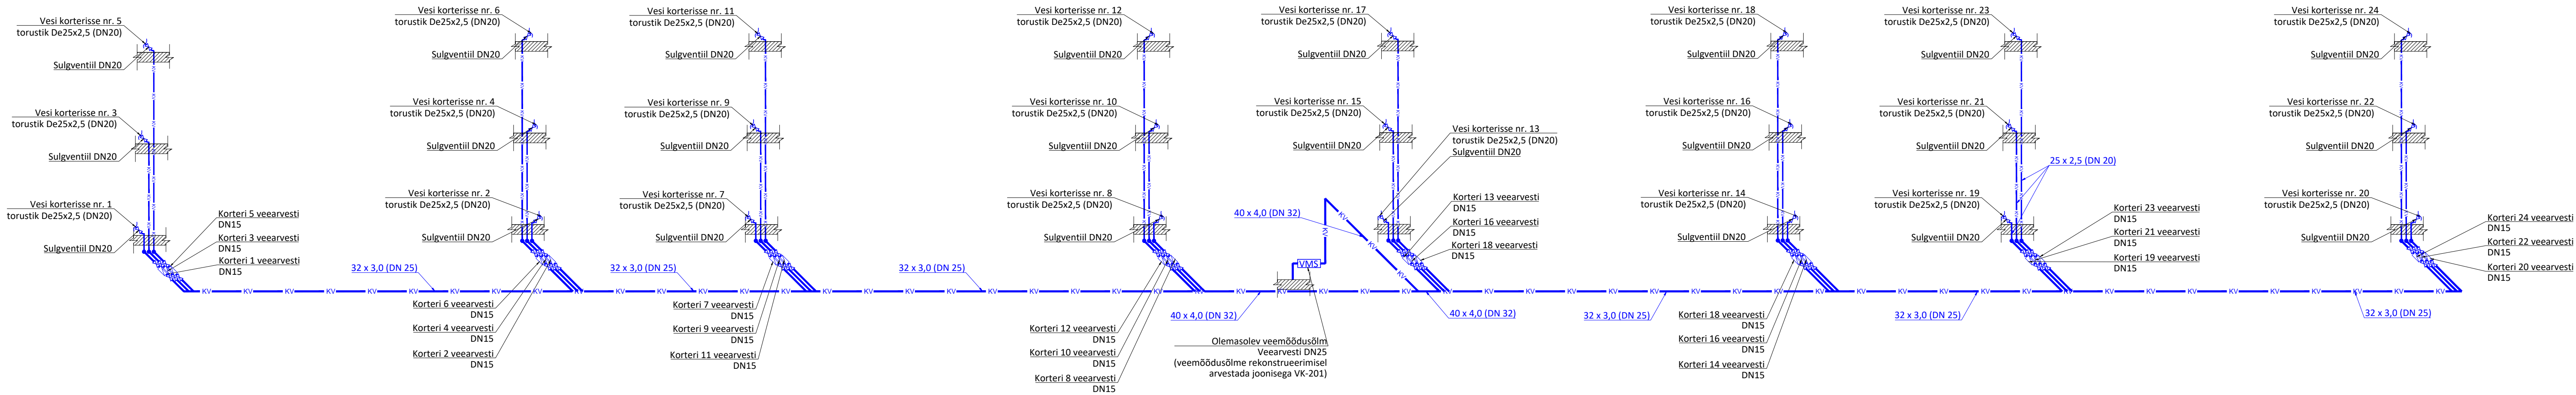 Vesi korterisse nr. 5
torustik De25x2,5 (DN20)
Sulgventiil DN20
Vesi korterisse nr. 3
torustik De25x2,5 (DN20)
Sulgventiil DN20
Vesi korterisse nr. 1
torustik De25x2,5 (DN20)
Sulgventiil DN20
Korteri 5 veearvesti
DN15
Korteri 3 veearvesti
DN15
Korteri 1 veearvesti
DN15
32 x 3,0 (DN 25)
Vesi korterisse nr. 6
torustik De25x2,5 (DN20)
Sulgventiil DN20
Vesi korterisse nr. 4
torustik De25x2,5 (DN20)
Sulgventiil DN20
Vesi korterisse nr. 2
torustik De25x2,5 (DN20)
Sulgventiil DN20
Korteri 6 veearvesti
DN15
Korteri 4 veearvesti
DN15
Korteri 2 veearvesti
DN15
32 x 3,0 (DN 25)
Vesi korterisse nr. 11
torustik De25x2,5 (DN20)
Sulgventiil DN20
Vesi korterisse nr. 9
torustik De25x2,5 (DN20)
Sulgventiil DN20
Vesi korterisse nr. 7
torustik De25x2,5 (DN20)
Sulgventiil DN20
Korteri 7 veearvesti
DN15
Korteri 9 veearvesti
DN15
Korteri 11 veearvesti
DN15
32 x 3,0 (DN 25)
Vesi korterisse nr. 12
torustik De25x2,5 (DN20)
Sulgventiil DN20
Vesi korterisse nr. 10
torustik De25x2,5 (DN20)
Sulgventiil DN20
Vesi korterisse nr. 8
torustik De25x2,5 (DN20)
Sulgventiil DN20
Korteri 12 veearvesti
DN15
Korteri 10 veearvesti
DN15
Korteri 8 veearvesti
DN15
40 x 4,0 (DN 32)
Vesi korterisse nr. 17
torustik De25x2,5 (DN20)
Sulgventiil DN20
Vesi korterisse nr. 15
torustik De25x2,5 (DN20)
Sulgventiil DN20
Vesi korterisse nr. 13
torustik De25x2,5 (DN20)
Sulgventiil DN20
Korteri 13 veearvesti
DN15
Korteri 16 veearvesti
DN15
Korteri 18 veearvesti
DN15
40 x 4,0 (DN 32)
VMS
KV
Olemasolev veemõõdusõlm
Veearvesti DN25
(veemõõdusõlme rekonstrueerimisel
arvestada joonisega VK-201)
40 x 4,0 (DN 32)
Vesi korterisse nr. 18
torustik De25x2,5 (DN20)
Sulgventiil DN20
Vesi korterisse nr. 16
torustik De25x2,5 (DN20)
Sulgventiil DN20
Vesi korterisse nr. 14
torustik De25x2,5 (DN20)
Sulgventiil DN20
32 x 3,0 (DN 25)
Korteri 18 veearvesti
DN15
Korteri 16 veearvesti
DN15
Korteri 14 veearvesti
DN15
Vesi korterisse nr. 23
torustik De25x2,5 (DN20)
Sulgventiil DN20
Vesi korterisse nr. 21
torustik De25x2,5 (DN20)
Sulgventiil DN20
Vesi korterisse nr. 19
torustik De25x2,5 (DN20)
Sulgventiil DN20
25 x 2,5 (DN 20)
Korteri 23 veearvesti
DN15
Korteri 21 veearvesti
DN15
Korteri 19 veearvesti
DN15
32 x 3,0 (DN 25)
Vesi korterisse nr. 24
torustik De25x2,5 (DN20)
Sulgventiil DN20
Vesi korterisse nr. 22
torustik De25x2,5 (DN20)
Sulgventiil DN20
Vesi korterisse nr. 20
torustik De25x2,5 (DN20)
Sulgventiil DN20
Korteri 24 veearvesti
DN15
Korteri 22 veearvesti
DN15
Korteri 20 veearvesti
DN15
32 x 3,0 (DN 25)